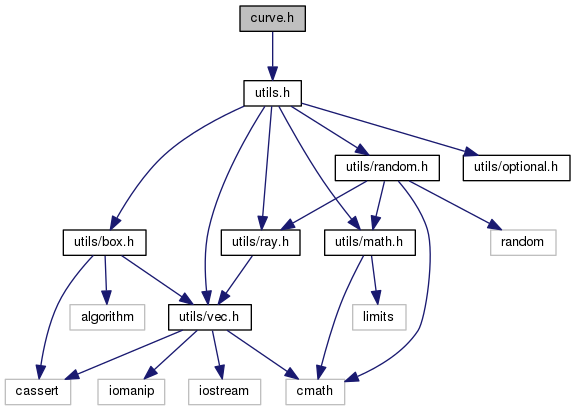 curve.h
utils.h
utils/random.h
utils/optional.h
utils/box.h
utils/ray.h
utils/math.h
random
algorithm
utils/vec.h
limits
cassert
iomanip
iostream
cmath